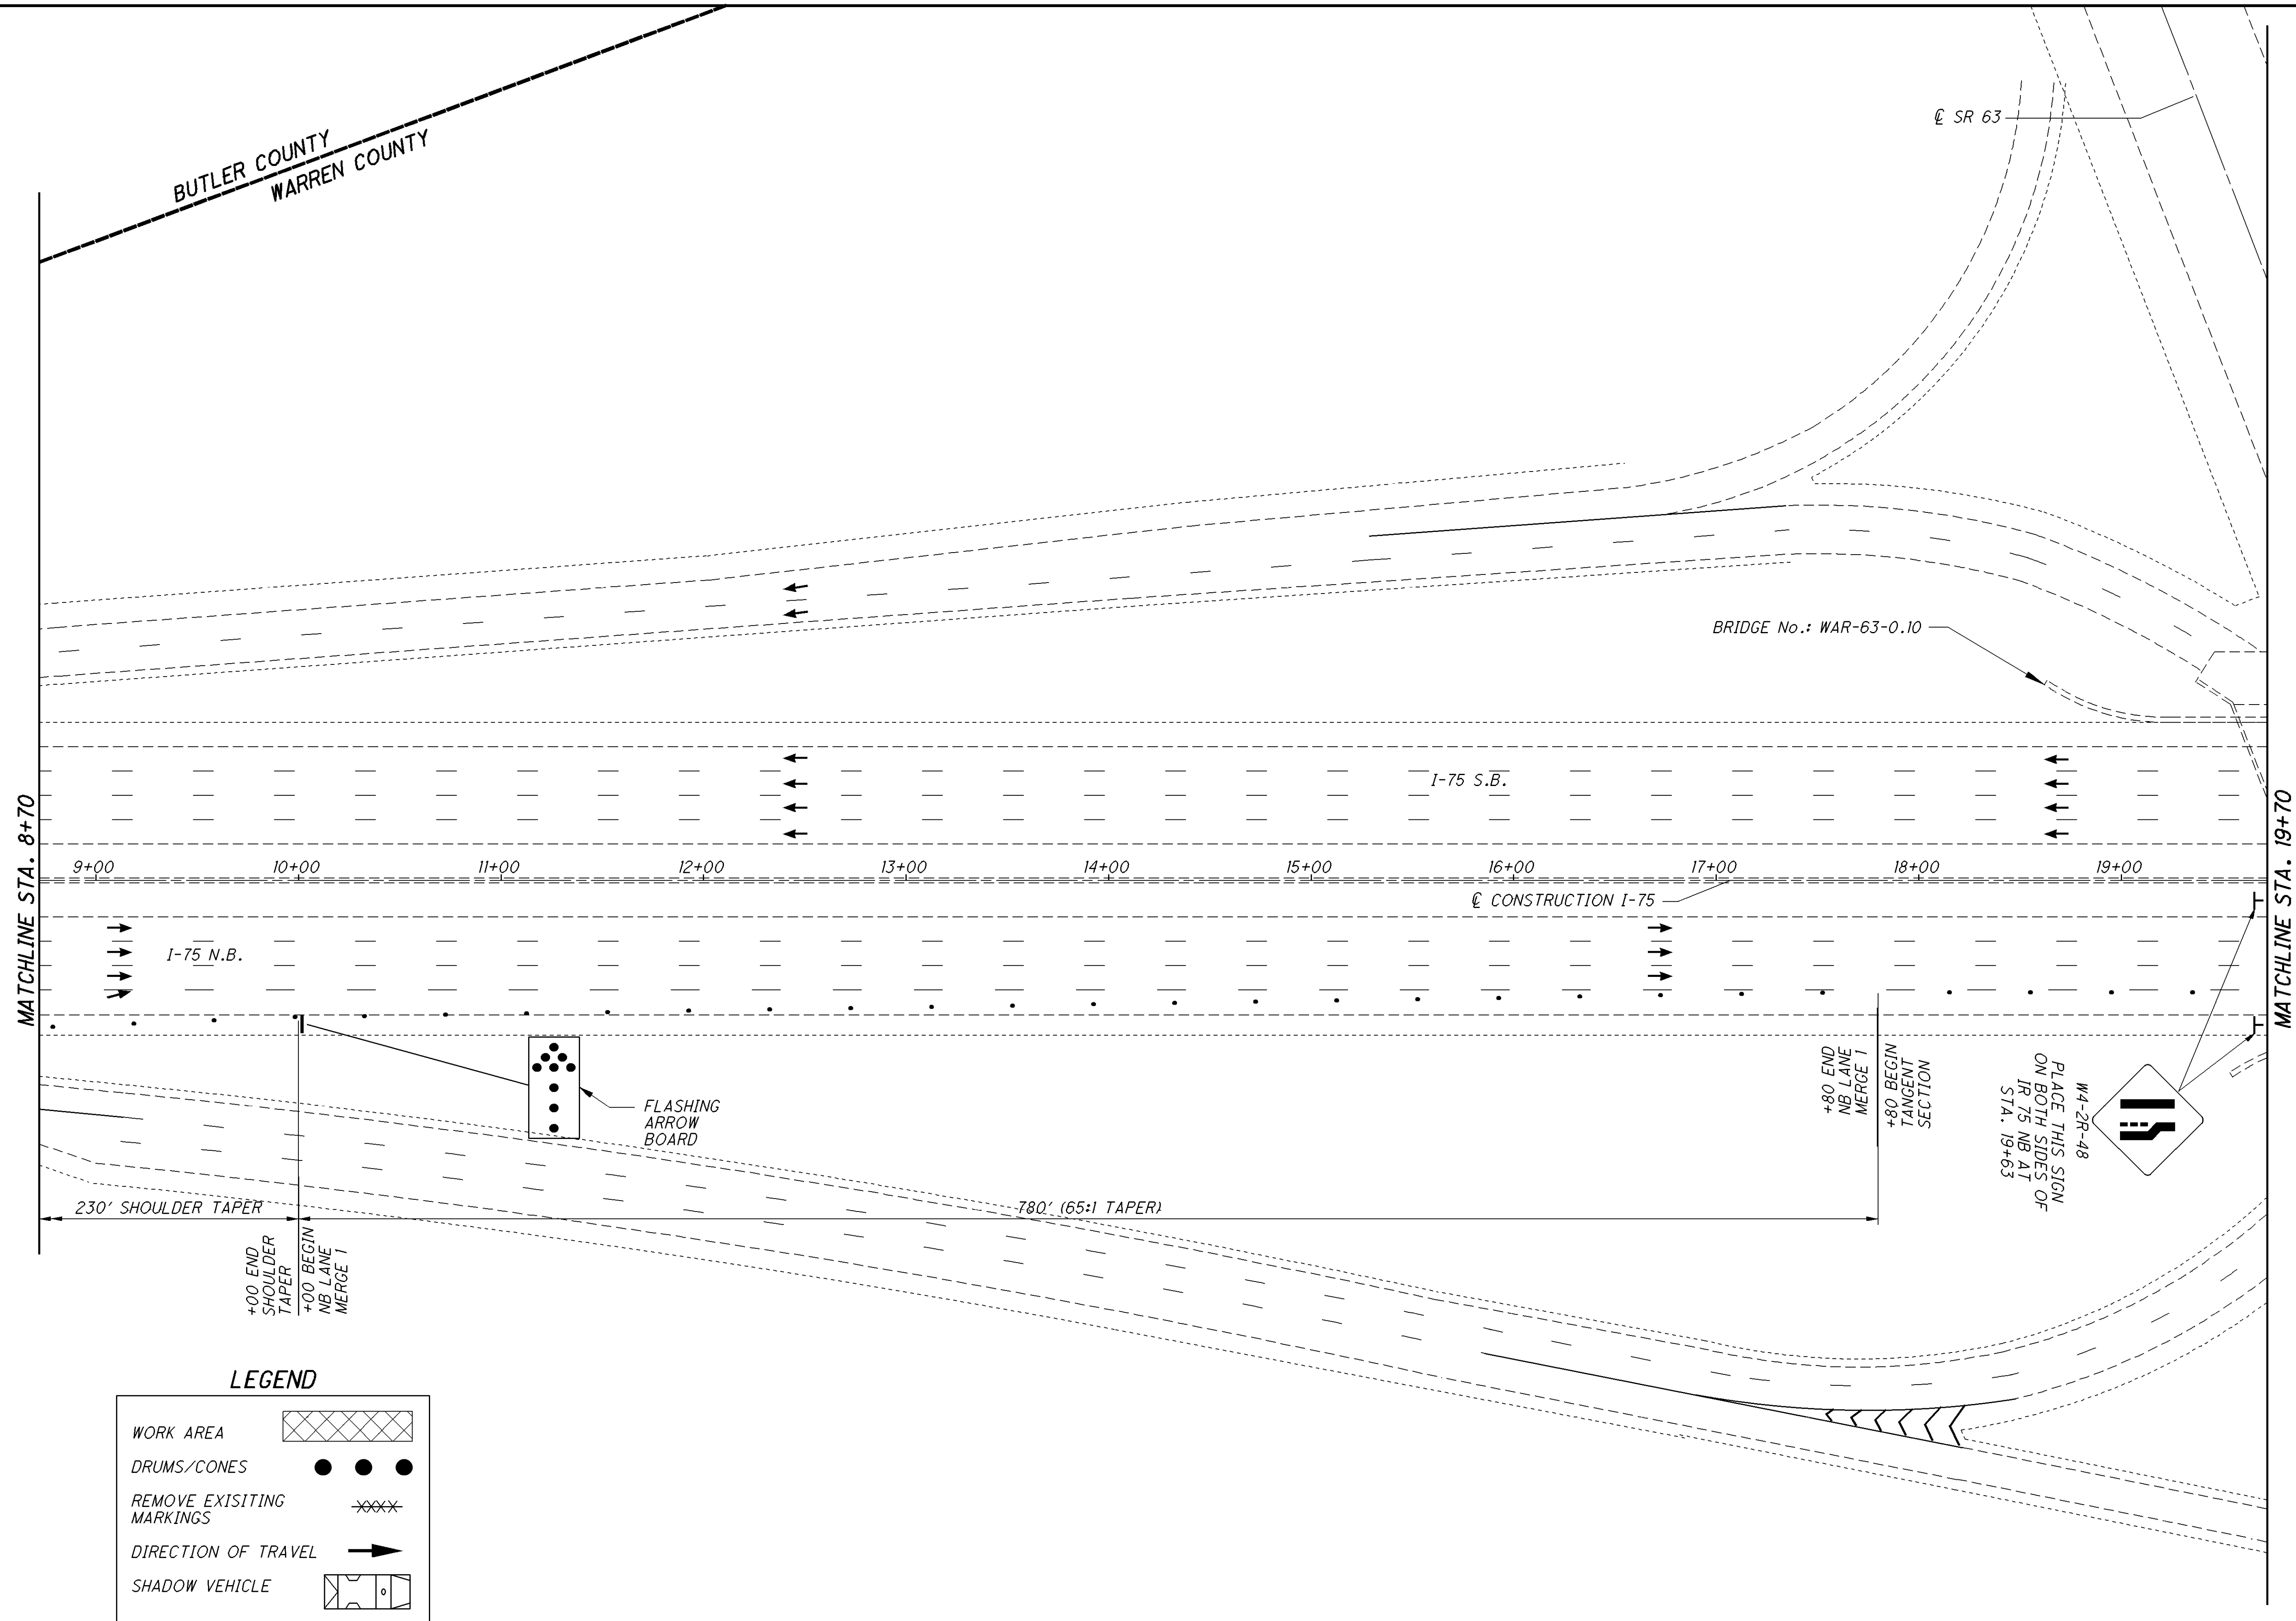 BUTLER COUNTY
WARREN COUNTY
℄ SR 63
BRIDGE No.: WAR-63-0.10
I-75 S.B.
MATCHLINE STA. 8+70
MATCHLINE STA. 19+70
9+00 10+00 11+00 12+00 13+00 14+00 15+00 16+00 17+00 18+00 19+00
℄ CONSTRUCTION I-75
I-75 N.B.
FLASHING
ARROW
BOARD
+80 END
NB LANE
MERGE 1
+80 BEGIN
TANGENT
SECTION
W4-2R-48
PLACE THIS SIGN
ON BOTH SIDES OF
IR 75 NB AT
STA. 19+63
230' SHOULDER TAPER
780' (65:1 TAPER)
+00 END
SHOULDER
TAPER
+00 BEGIN
NB LANE
MERGE 1
LEGEND
WORK AREA
DRUMS/CONES
REMOVE EXISITING
MARKINGS
DIRECTION OF TRAVEL
SHADOW VEHICLE